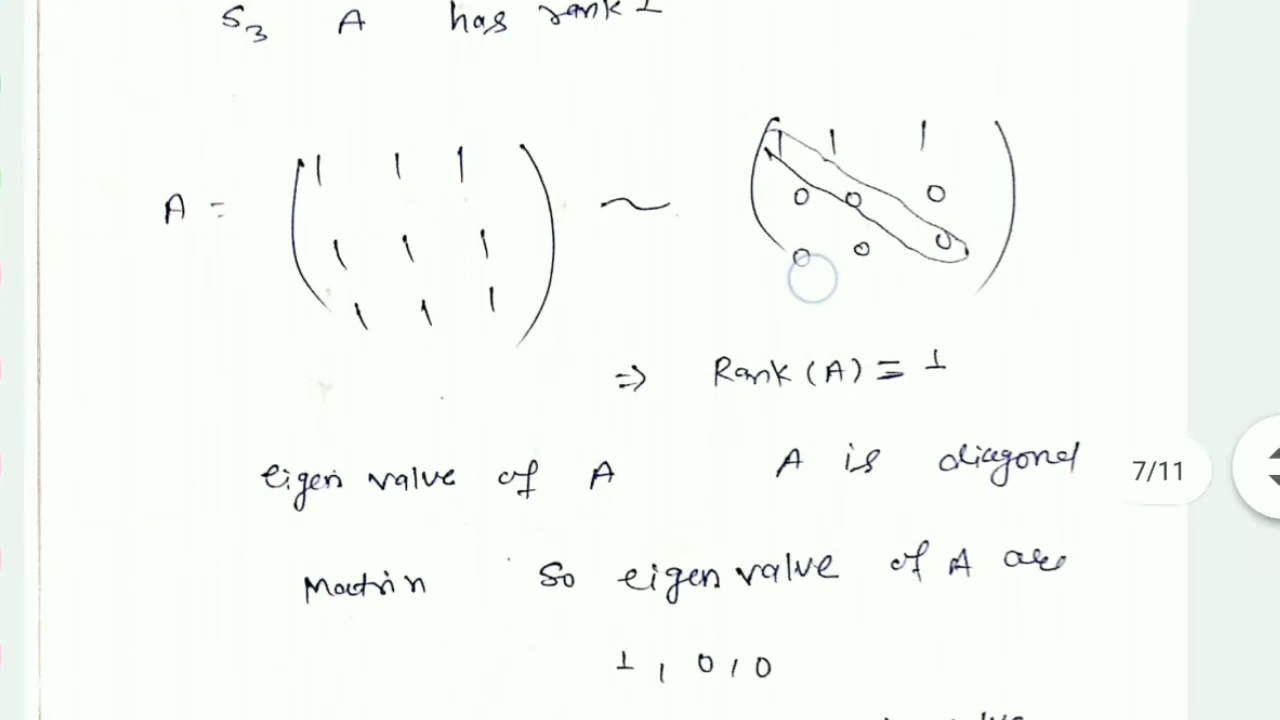 S3 A has rank 1
A = ( 1 1 1 ~ ( 1 1 1
1 1 1 0 0 0
1 1 1 ) 0 0 0 )
⇒ Rank (A) = 1
eigen value of A A is diagonal
7/11
Matrix So eigen value of A are
1, 0, 0